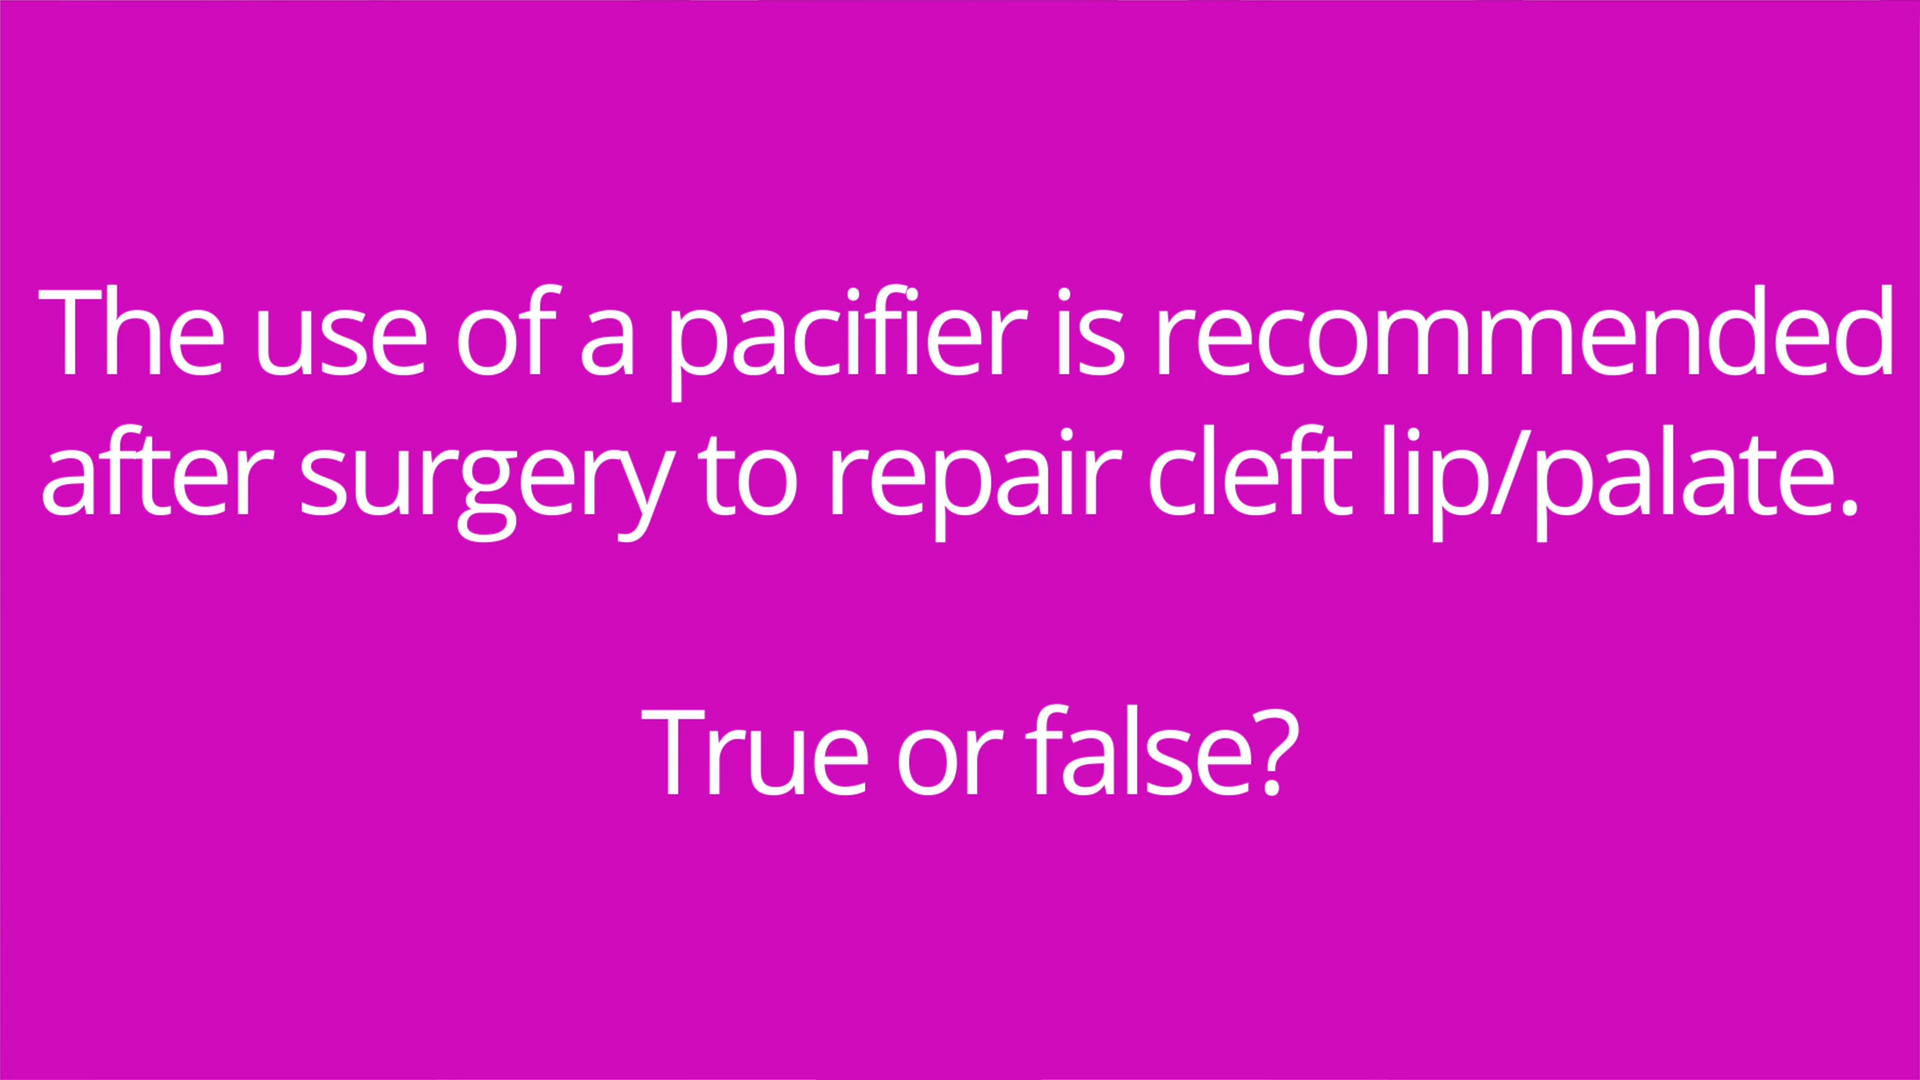 The use of a pacifier is recommended
after surgery to repair cleft lip/palate.
True or false?